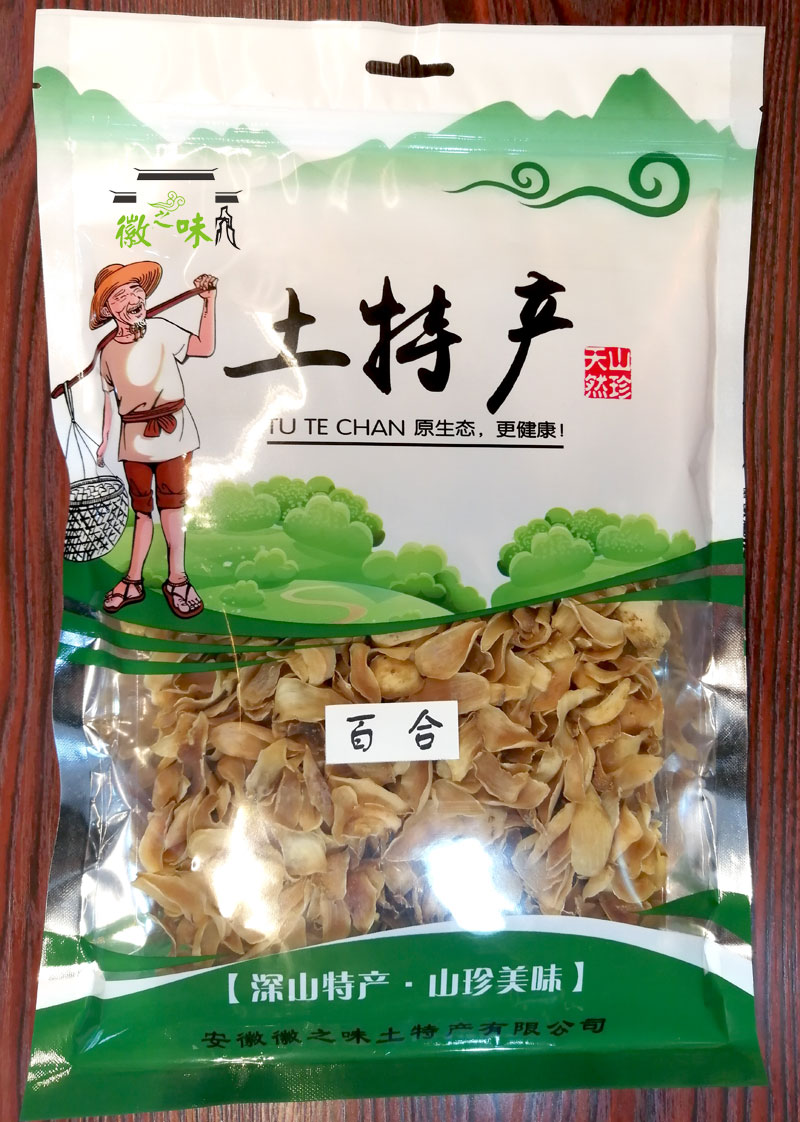 徽之味
土特产
天然山珍
TU TE CHAN 原生态，更健康！
百合
【深山特产·山珍美味】
安徽徽之味土特产有限公司